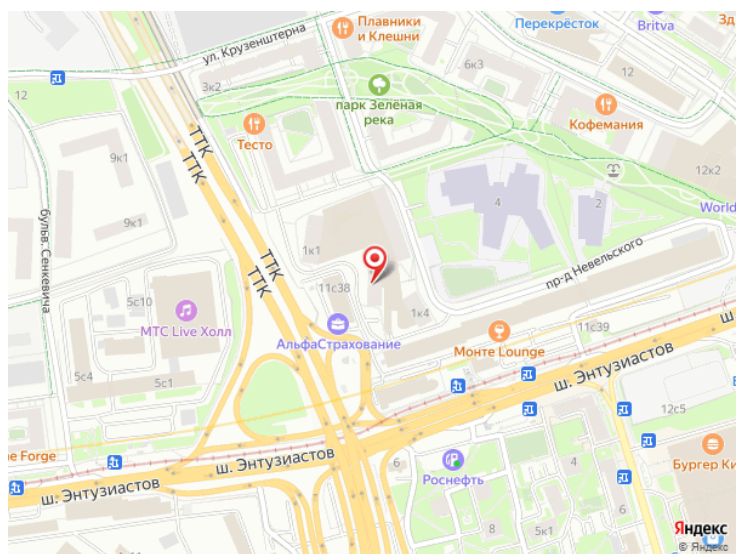 Плавники
и Клешни
Перекрёсток
Britva
Зд
ул. Крузенштерна
3к2
6к3
12
12
парк Зелёная
река
Кофемания
ТТК
ТТК
Тесто
9к1
9к1
4
2
12к2
World
бульв. Сенкевича
1к1
ТТК
ТТК
11с38
пр-д Невельского
5с10
МТС Live Холл
1к4
АльфаСтрахование
11с39
Монте Lounge
ш. Энтузиастов
ш
5с4
5с1
12с5
ne Forge
ш. Энтузиастов
ш. Энтузиастов
6
Роснефть
Бургер Ки
8
5к1
Яндекс
© Яндекс